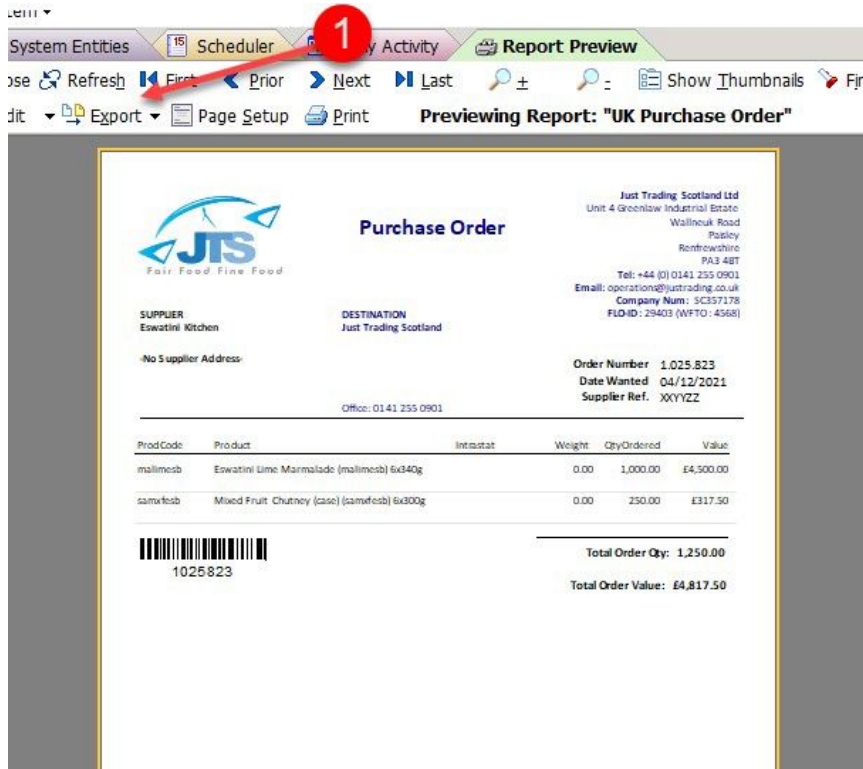 System Entities 15 Scheduler Activity Report Preview
1
Refresh First Prior Next Last + - Show Thumbnails
Export Page Setup Print Previewing Report: "UK Purchase Order"
JTS
Fair Food Fine Food
Purchase Order
Just Trading Scotland Ltd
Unit 4 Greenlaw Industrial Estate
Wallneuk Road
Paisley
Renfrewshire
PA3 4BT
Tel: +44 (0) 0141 255 0901
Email: operations@justrading.co.uk
Company Num: SC357178
FLO-ID: 29403 (WFTO: 4568)
SUPPLIER
Eswatini Kitchen
-No Supplier Address-
DESTINATION
Just Trading Scotland
Office: 0141 255 0901
Order Number 1.025.823
Date Wanted 04/12/2021
Supplier Ref. XXYYZZ
ProdCode Product Intrastat Weight QtyOrdered Value
malimesb Eswatini Lime Marmalade (malimesb) 6x340g 0.00 1,000.00 £4,500.00
samxfesb Mixed Fruit Chutney (case) (samxfesb) 6x300g 0.00 250.00 £317.50
1025823
Total Order Qty: 1,250.00
Total Order Value: £4,817.50